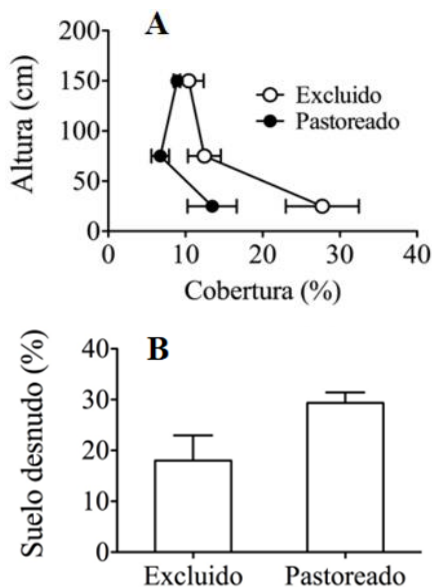 A
200
150
100
50
0
Altura (cm)
Excluido
Pastoreado
0 10 20 30 40
Cobertura (%)
B
40
30
20
10
0
Suelo desnudo (%)
Excluido Pastoreado